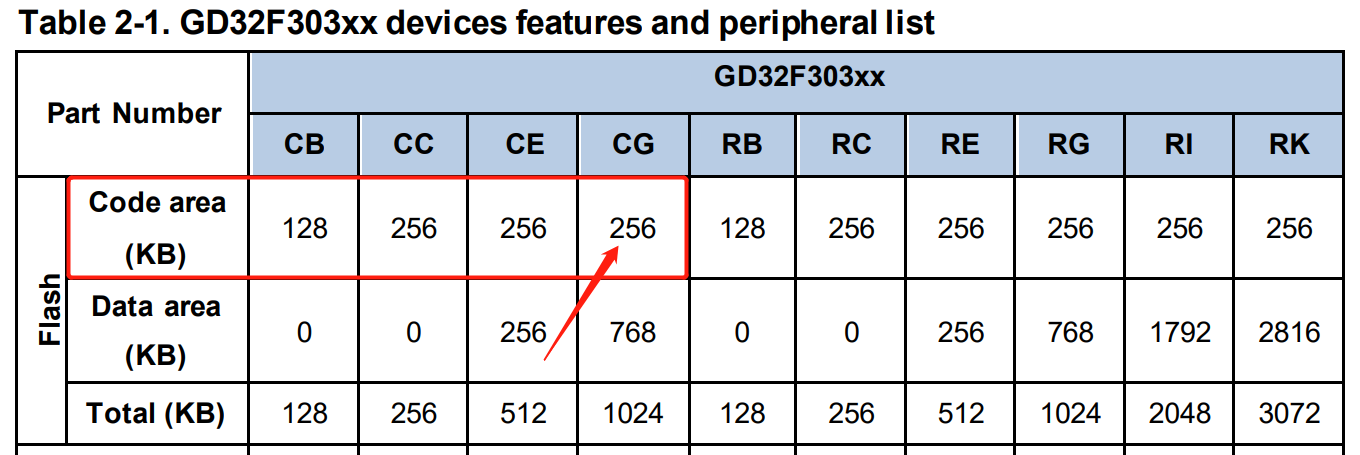 Table 2-1. GD32F303xx devices features and peripheral list
Part Number GD32F303xx
CB CC CE CG RB RC RE RG RI RK
Flash
Code area
(KB) 128 256 256 256 128 256 256 256 256 256
Data area
(KB) 0 0 256 768 0 0 256 768 1792 2816
Total (KB) 128 256 512 1024 128 256 512 1024 2048 3072